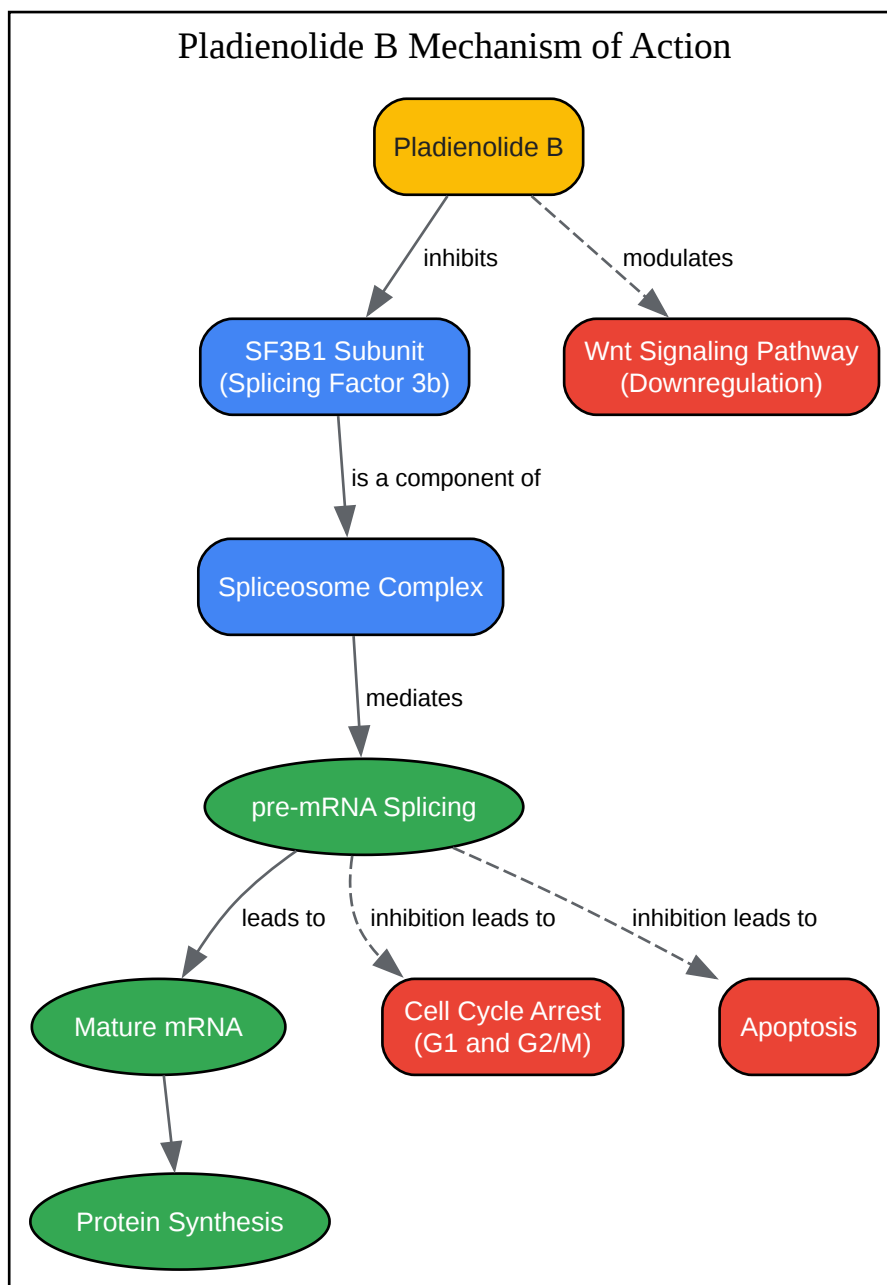 Pladienolide B Mechanism of Action
Pladienolide B
inhibits
modulates
SF3B1 Subunit
(Splicing Factor 3b)
Wnt Signaling Pathway
(Downregulation)
is a component of
Spliceosome Complex
mediates
pre-mRNA Splicing
leads to
inhibition leads to
inhibition leads to
Mature mRNA
Cell Cycle Arrest
(G1 and G2/M)
Apoptosis
Protein Synthesis